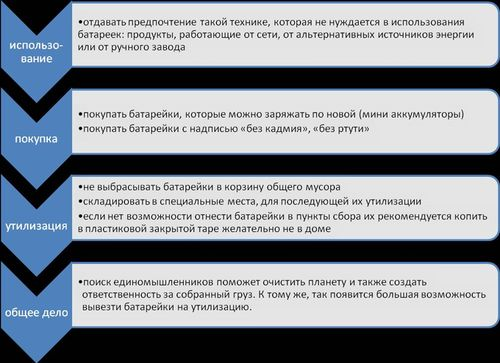 использо-
вание
•отдавать предпочтение такой технике, которая не нуждается в использования
батареек: продукты, работающие от сети, от альтернативных источников энергии
или от ручного завода
покупка
•покупать батарейки, которые можно заряжать по новой (мини аккумуляторы)
•покупать батарейки с надписью «без кадмия», «без ртути»
утилизация
•не выбрасывать батарейки в корзину общего мусора
•складировать в специальные места, для последующей их утилизации
•если нет возможности отнести батарейки в пункты сбора их рекомендуется копить
в пластиковой закрытой таре желательно не в доме
общее дело
•поиск единомышленников поможет очистить планету и также создать
ответственность за собранный груз. К тому же, так появится большая возможность
вывезти батарейки на утилизацию.